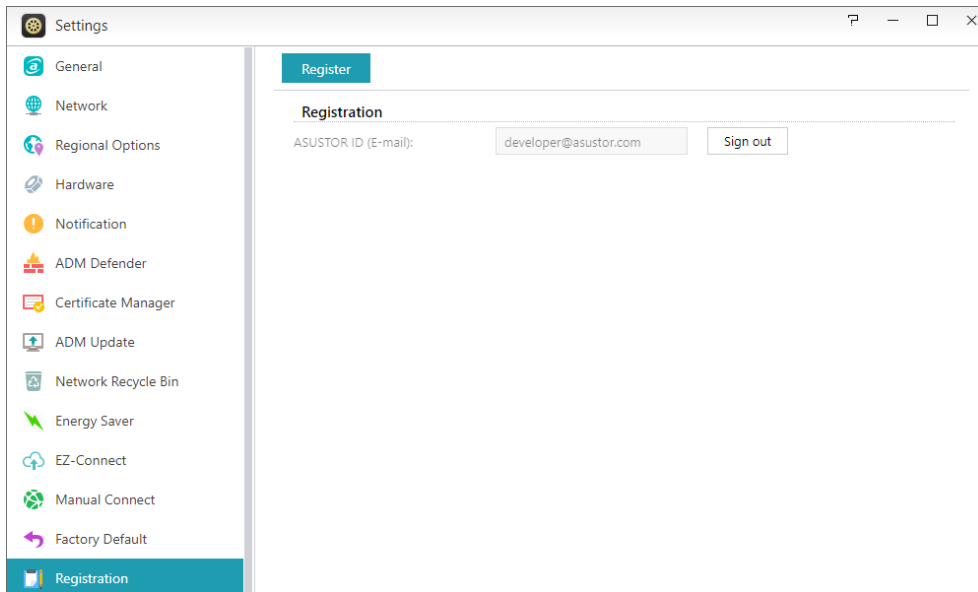 Settings
General
Network
Regional Options
Hardware
Notification
ADM Defender
Certificate Manager
ADM Update
Network Recycle Bin
Energy Saver
EZ-Connect
Manual Connect
Factory Default
Registration
Register
Registration
ASUSTOR ID (E-mail): developer@asustor.com Sign out